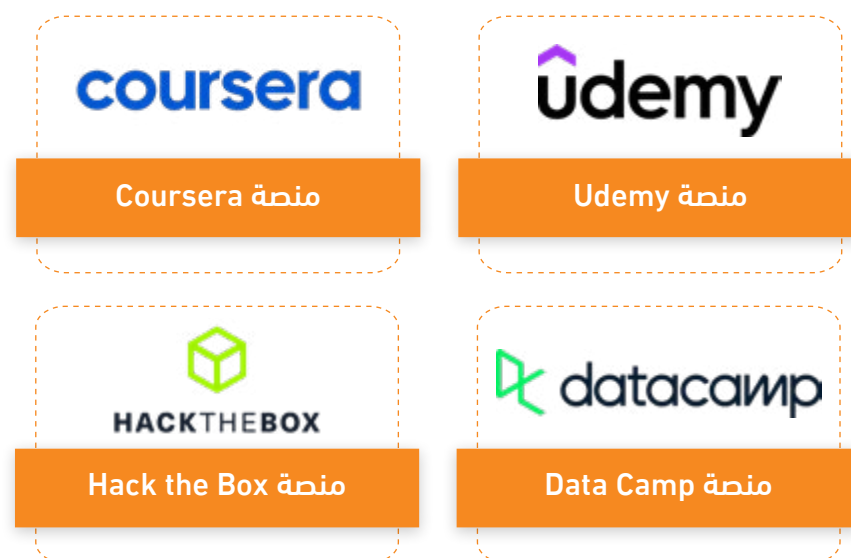 udemy
منصة Udemy
coursera
منصة Coursera
datacamp
منصة Data Camp
HACKTHEBOX
منصة Hack the Box